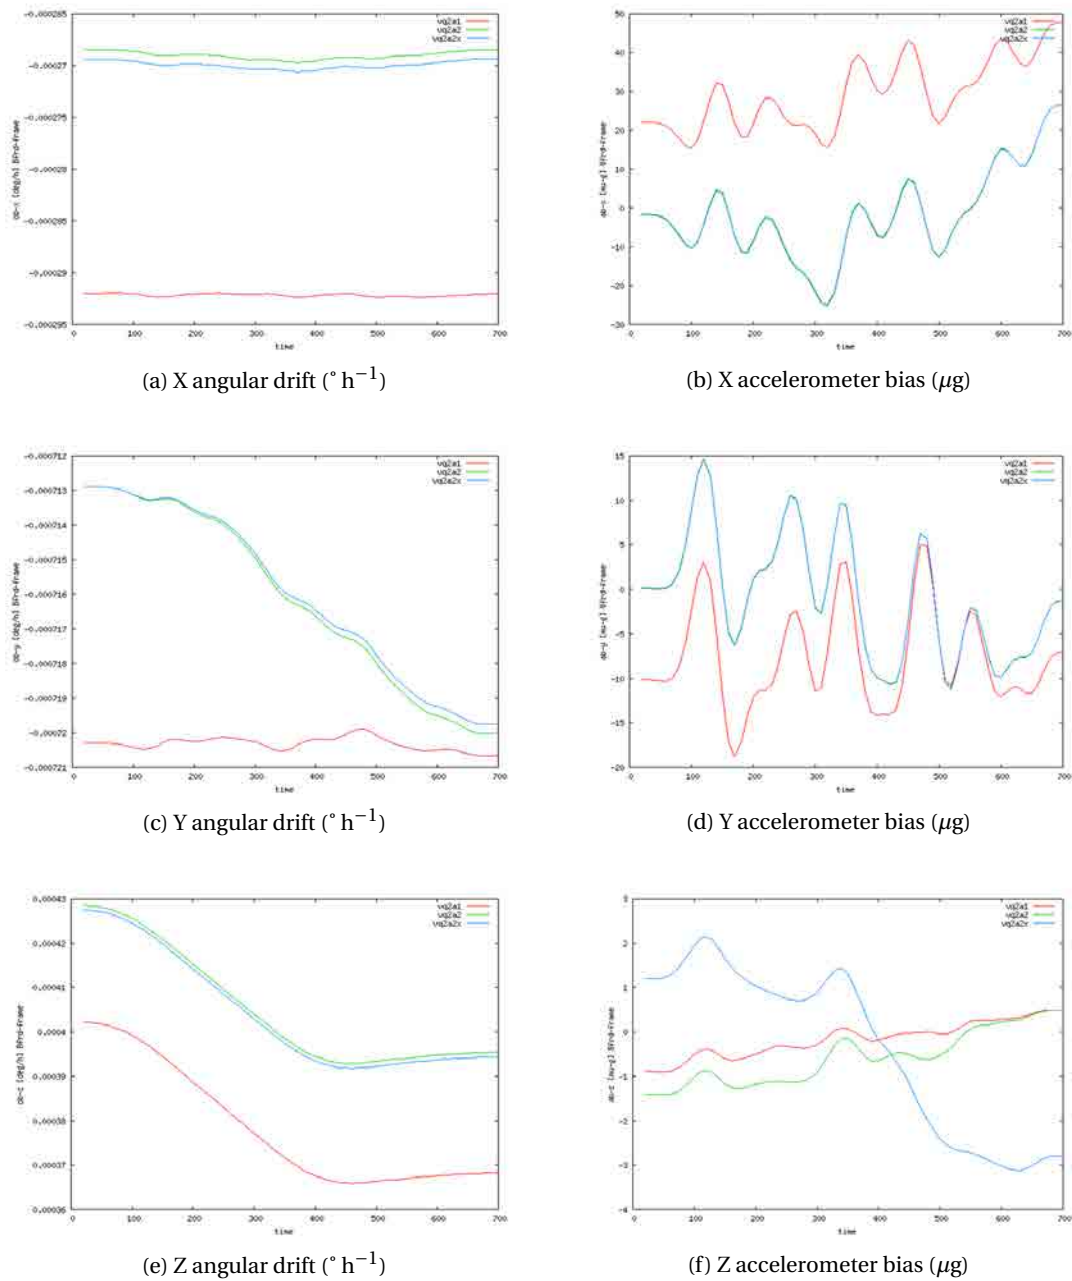 -0.000265
-0.00027
-0.000275
-0.00028
-0.000285
-0.00029
-0.000295
vq2a1
vq2a2
vq2a2x
0 100 200 300 400 500 600 700
time
(a) X angular drift (° h−1)
50
40
30
20
10
0
-10
-20
-30
vq2a1
vq2a2
vq2a2x
0 100 200 300 400 500 600 700
time
(b) X accelerometer bias (μg)
-0.000712
-0.000713
-0.000714
-0.000715
-0.000716
-0.000717
-0.000718
-0.000719
-0.00072
-0.000721
vq2a1
vq2a2
vq2a2x
0 100 200 300 400 500 600 700
time
(c) Y angular drift (° h−1)
15
10
5
0
-5
-10
-15
-20
vq2a1
vq2a2
vq2a2x
0 100 200 300 400 500 600 700
time
(d) Y accelerometer bias (μg)
0.00043
0.00042
0.00041
0.0004
0.00039
0.00038
0.00037
0.00036
vq2a1
vq2a2
vq2a2x
0 100 200 300 400 500 600 700
time
(e) Z angular drift (° h−1)
3
2
1
0
-1
-2
-3
-4
vq2a1
vq2a2
vq2a2x
0 100 200 300 400 500 600 700
time
(f) Z accelerometer bias (μg)